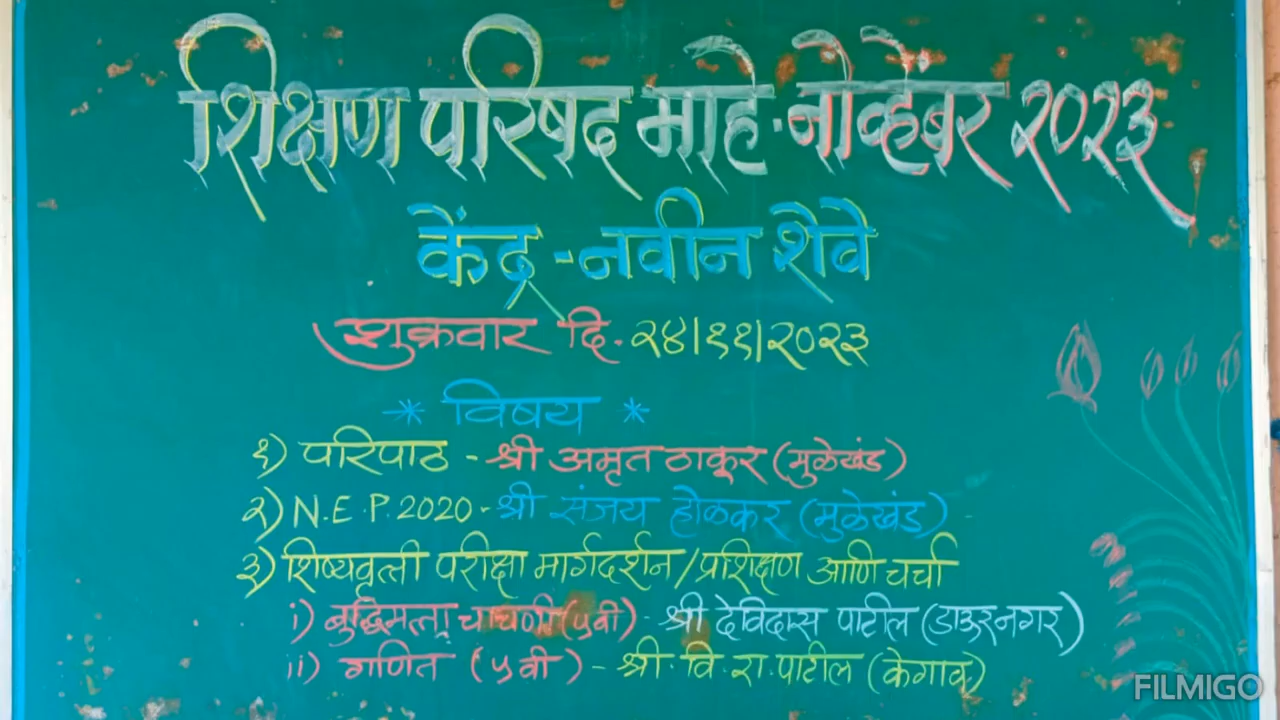 शिक्षण परिषद माहे.नोव्हेंबर २०२३
केंद्र-नवीन शेवे
शुक्रवार दि. २४/११/२०२३
* विषय *
१) परिपाठ - श्री अमृत ठाकूर (मुळेखंड)
२) N.E.P. 2020 - श्री संजय होळकर (मुळेखंड) -
३) शिष्यवृत्ती परीक्षा मार्गदर्शन/प्रशिक्षण आणि चर्चा
i) बुद्धिमत्ता चाचणी (५वी) - श्री देविदास पाटील (डाऊरनगर)
ii) गणित (५वी) - श्री. वि. रा. पाटील (केगाव)
FILMIGO